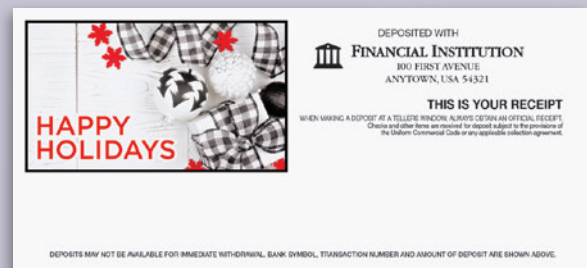 HAPPY
HOLIDAYS
DEPOSITED WITH
FINANCIAL INSTITUTION
100 FIRST AVENUE
ANYTOWN, USA 54321
THIS IS YOUR RECEIPT
WHEN MAKING A DEPOSIT AT A TELLERS WINDOW, ALWAYS OBTAIN AN OFFICIAL RECEIPT.
Checks and other items are received for deposit subject to the provisions of
the Uniform Commercial Code or any applicable collection agreement.
DEPOSITS MAY NOT BE AVAILABLE FOR IMMEDIATE WITHDRAWAL. BANK SYMBOL, TRANSACTION NUMBER AND AMOUNT OF DEPOSIT ARE SHOWN ABOVE.